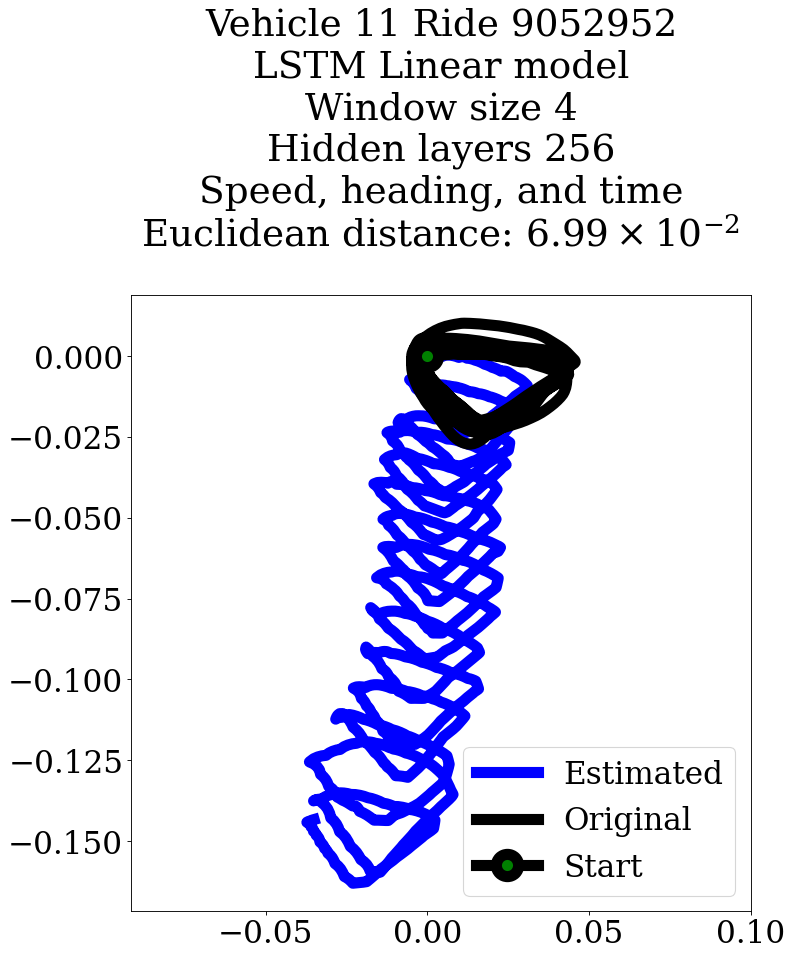 Vehicle 11 Ride 9052952
LSTM Linear model
Window size 4
Hidden layers 256
Speed, heading, and time
Euclidean distance: 6.99 × 10⁻²
0.000
−0.025
−0.050
−0.075
−0.100
−0.125
−0.150
−0.05
0.00
0.05
0.10
Estimated
Original
Start